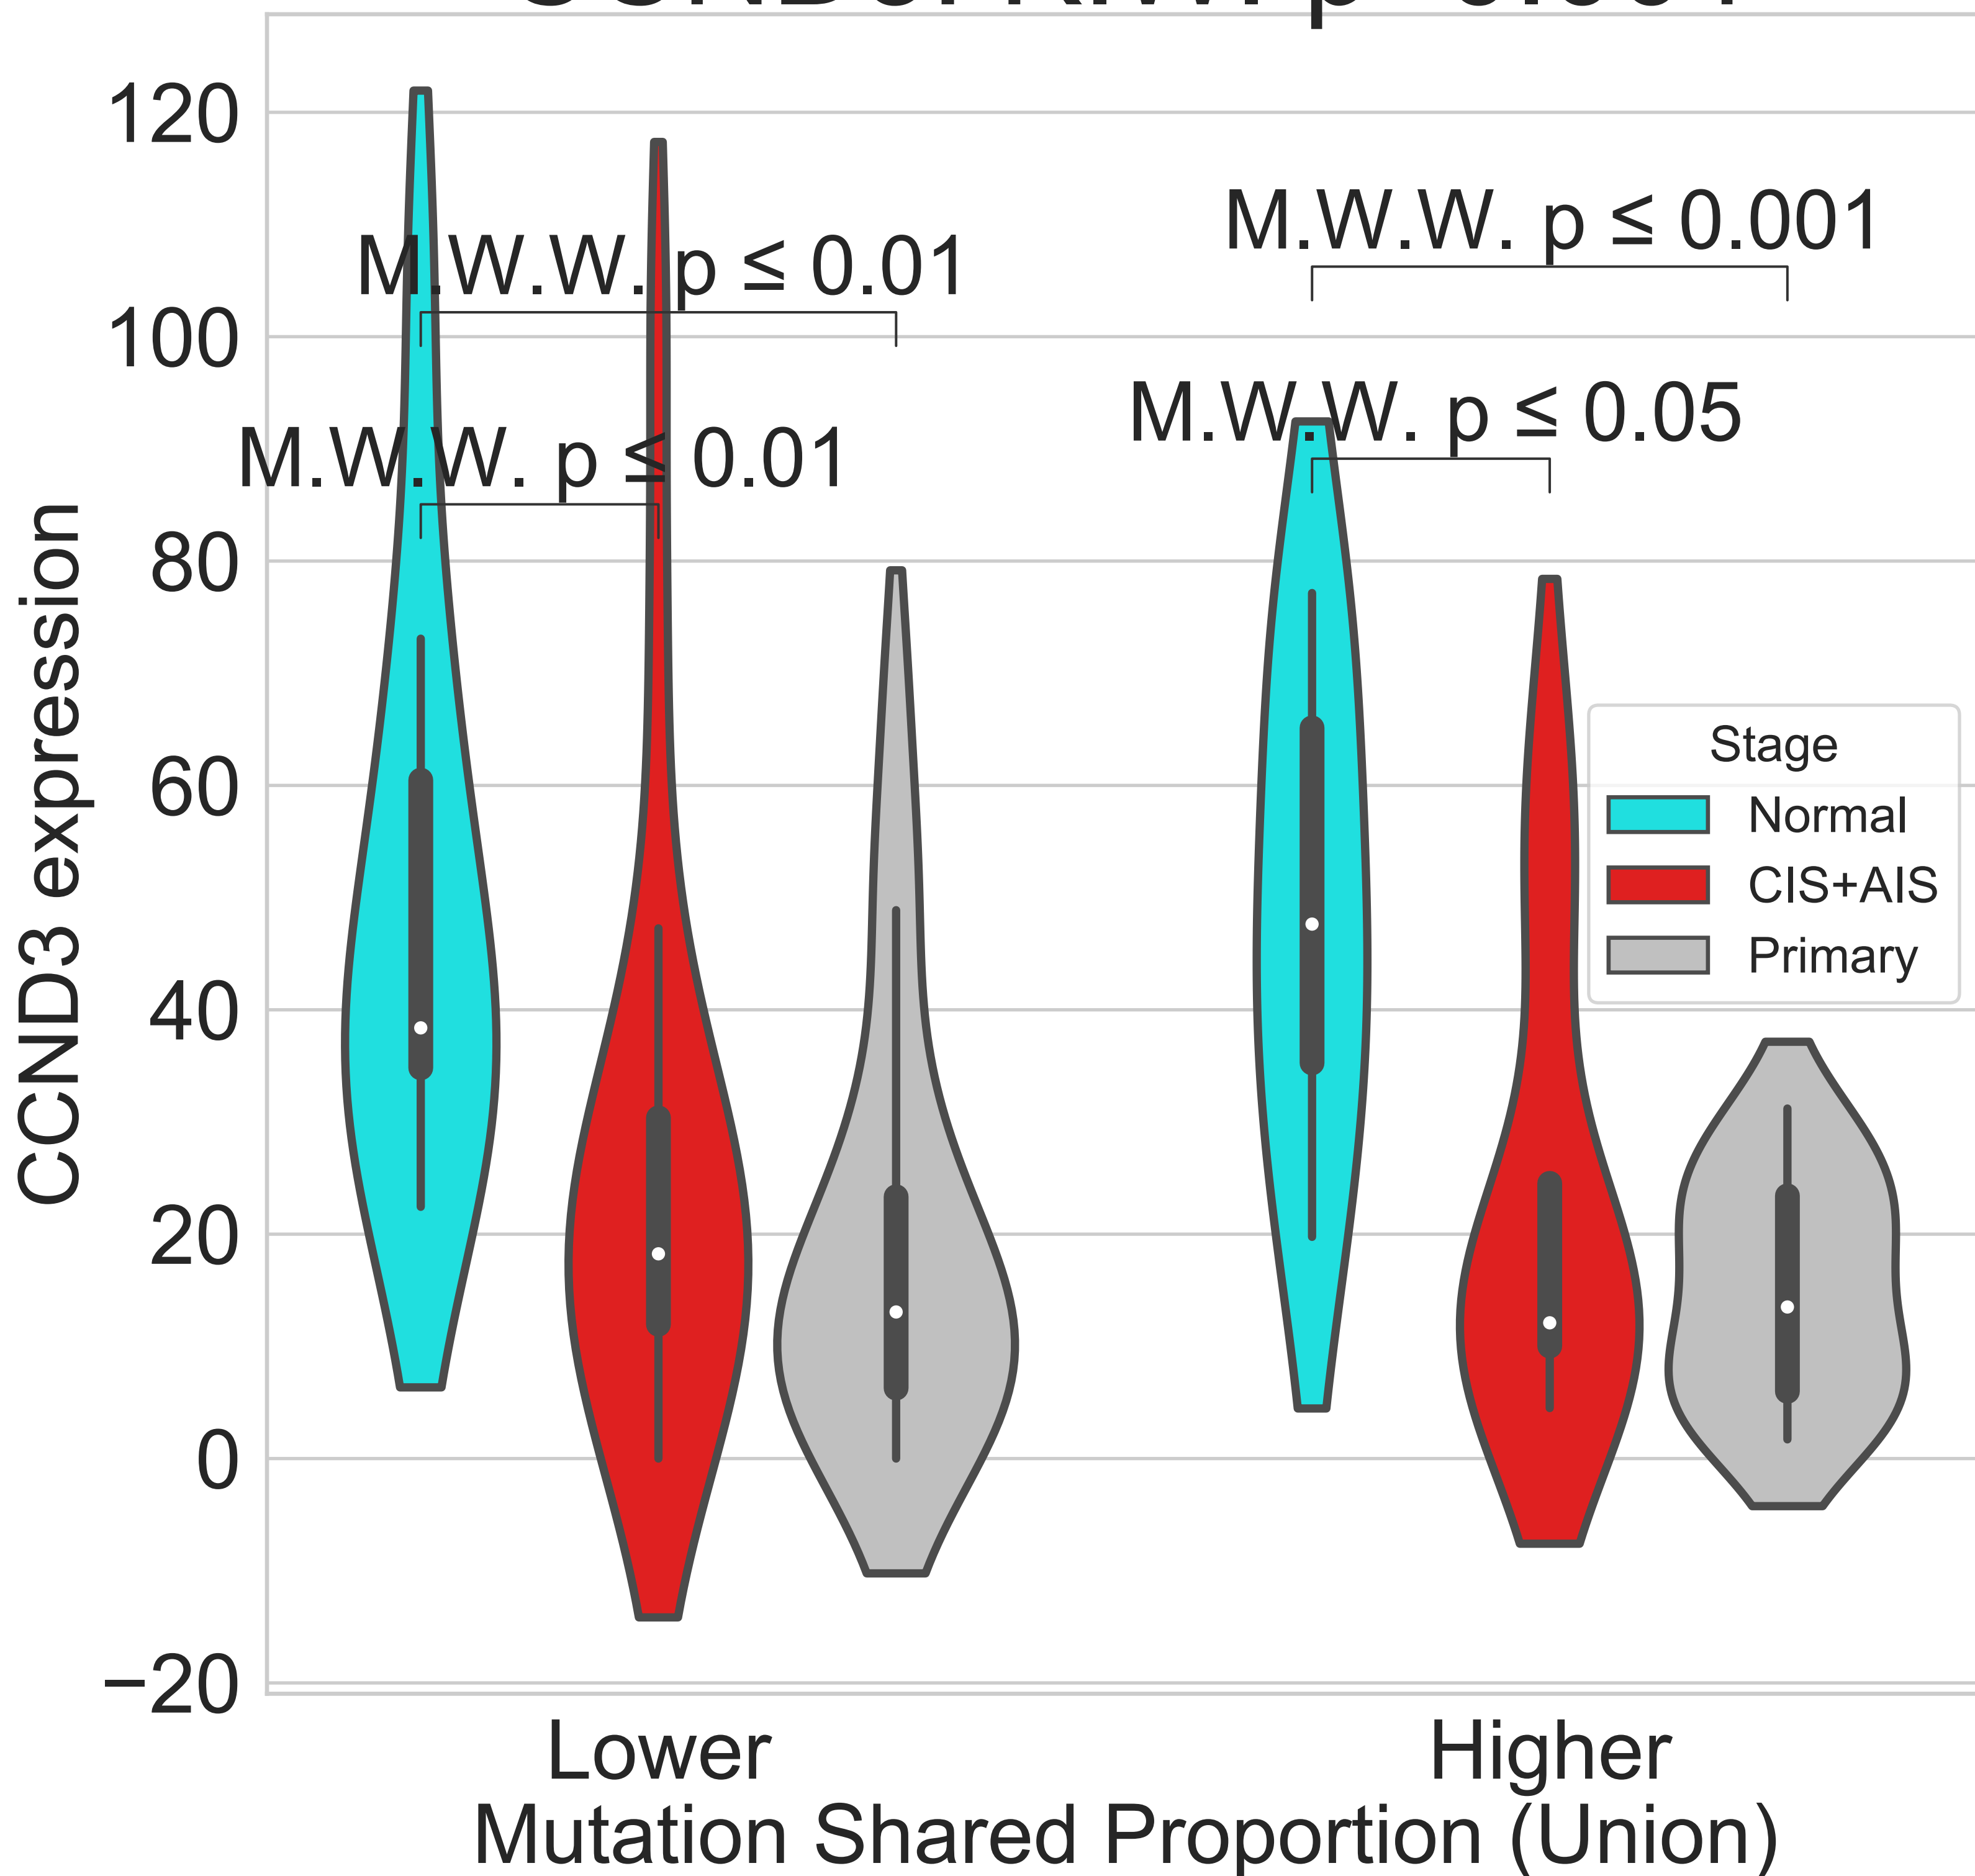 120
100
80
60
40
20
0
−20
CCND3 expression
M.W.W. p ≤ 0.01
M.W.W. p ≤ 0.01
M.W.W. p ≤ 0.001
M.W.W. p ≤ 0.05
Stage
Normal
CIS+AIS
Primary
Lower
Higher
Mutation Shared Proportion (Union)